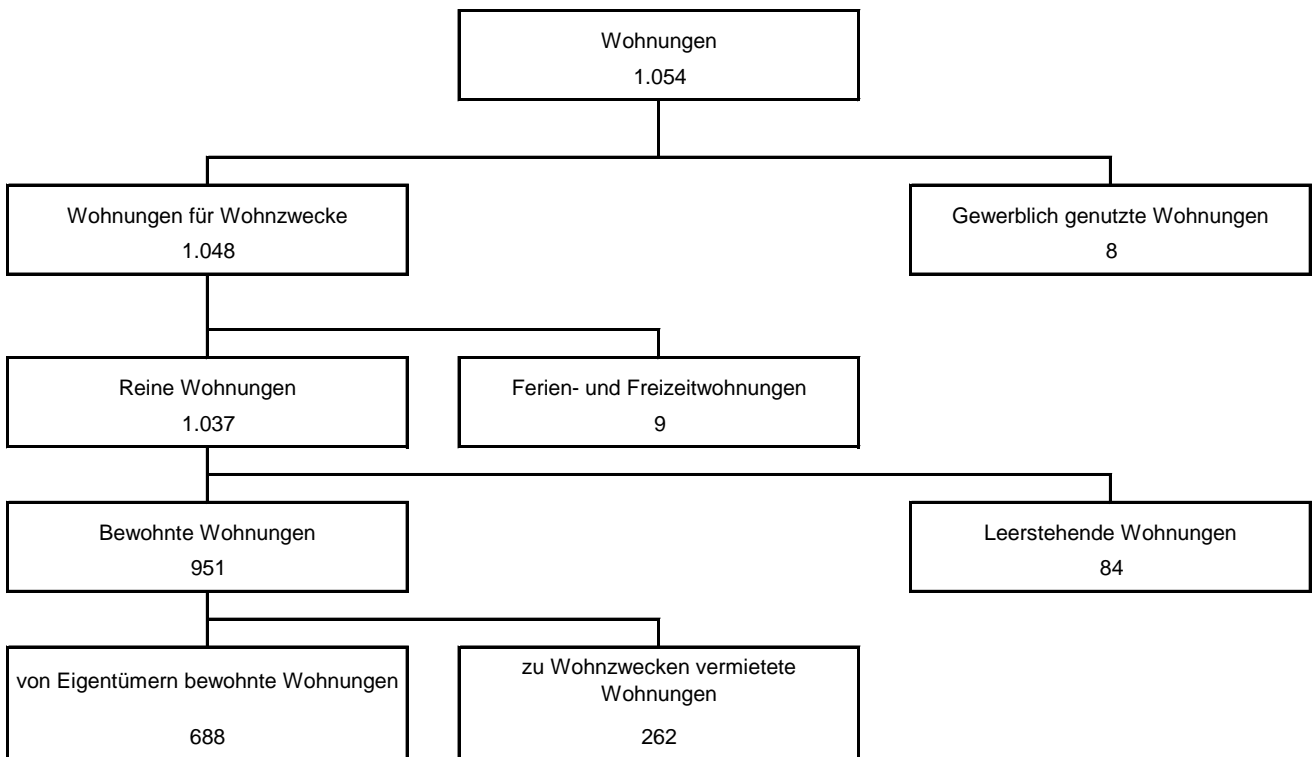 Wohnungen
1.054
Wohnungen für Wohnzwecke
1.048
Gewerblich genutzte Wohnungen
8
Reine Wohnungen
1.037
Ferien- und Freizeitwohnungen
9
Bewohnte Wohnungen
951
Leerstehende Wohnungen
84
von Eigentümern bewohnte Wohnungen
688
zu Wohnzwecken vermietete
Wohnungen
262